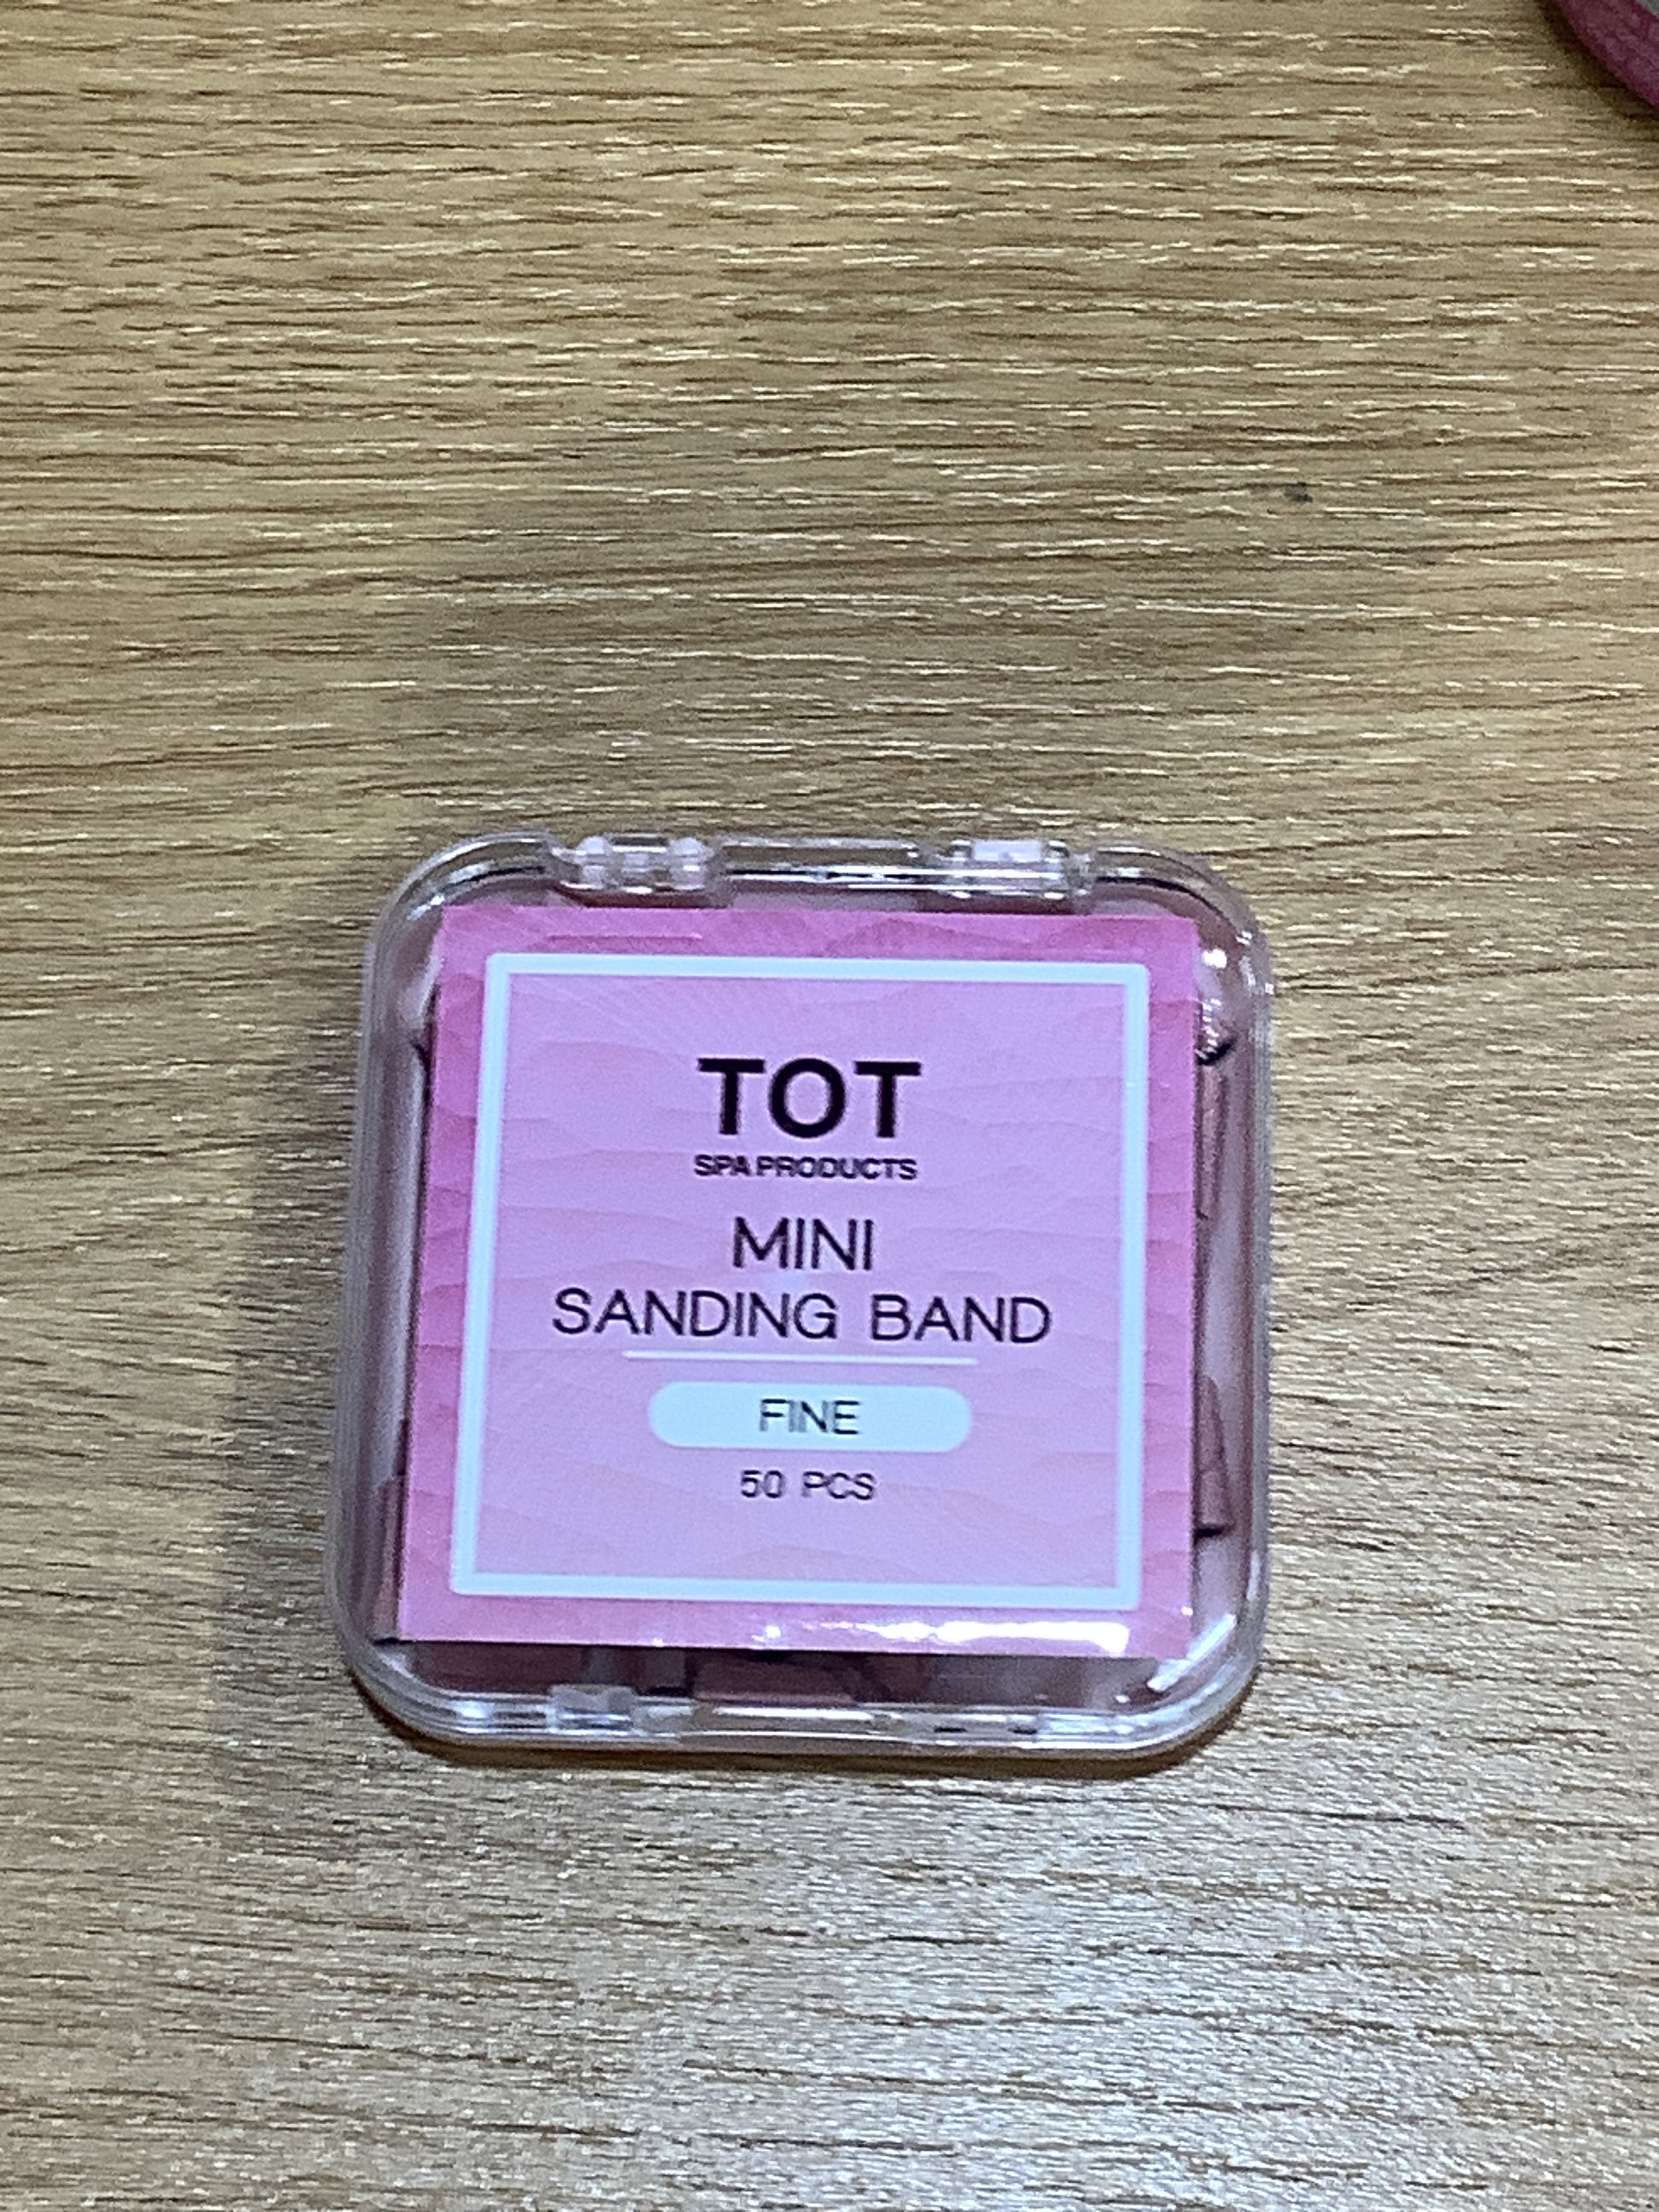 TOT
SPA PRODUCTS
MINI
SANDING BAND
FINE
50 PCS